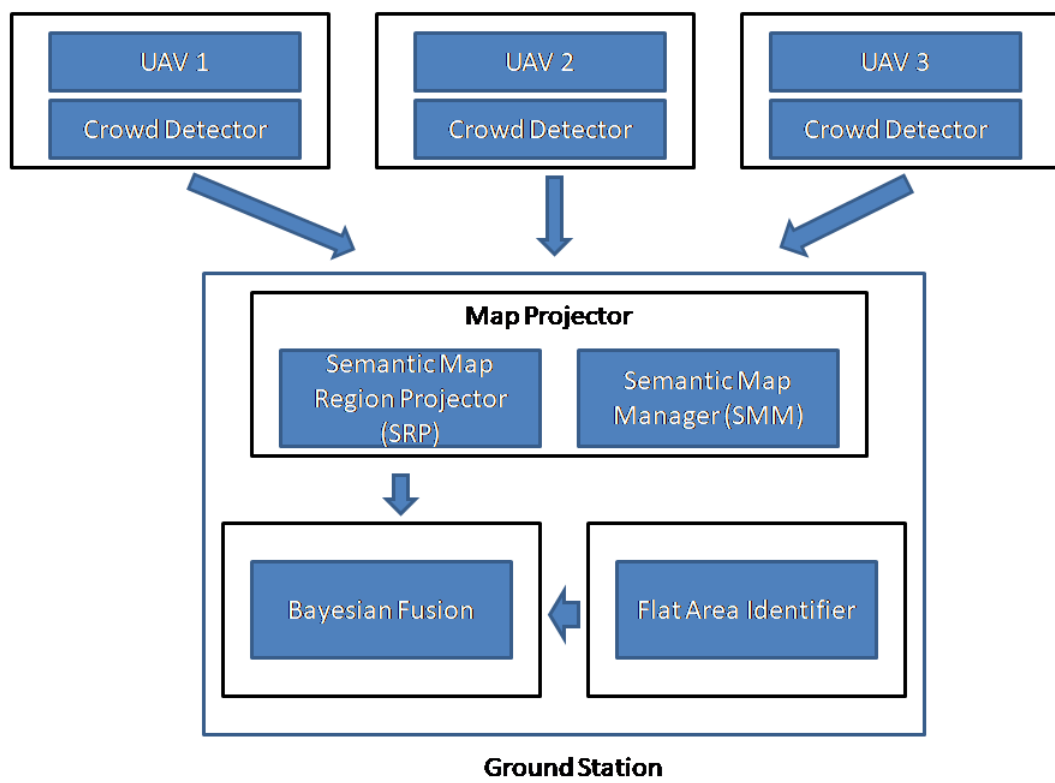 UAV 1
Crowd Detector
UAV 2
Crowd Detector
UAV 3
Crowd Detector
Map Projector
Semantic Map
Region Projector
(SRP)
Semantic Map
Manager (SMM)
Bayesian Fusion
Flat Area Identifier
Ground Station